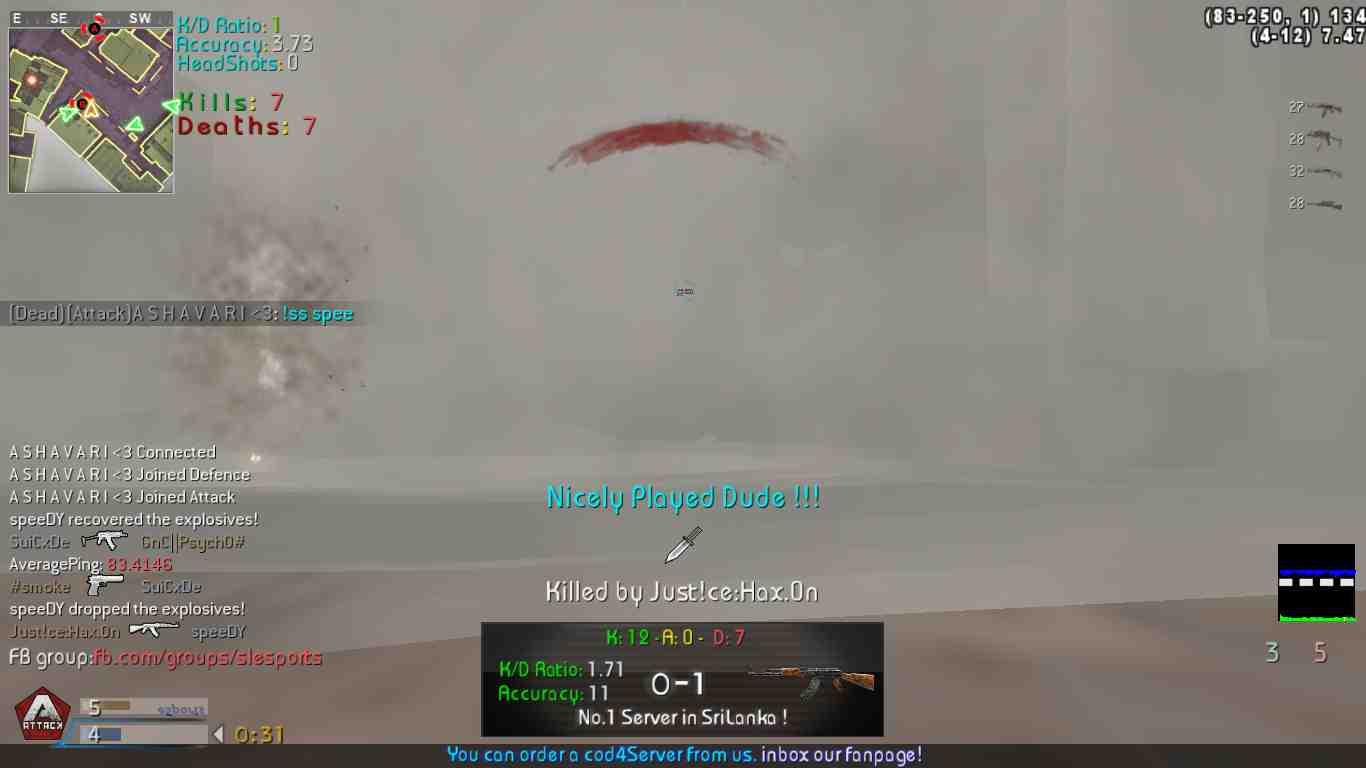 E SE S SW
K/D Ratio: 1
Accuracy: 3.73
HeadShots: 0
Kills: 7
Deaths: 7
(83-250, 1) 134
(4-12) 7.47
27
28
32
28
[Dead](Attack)A S H A V A R I <3: !ss spee
A S H A V A R I <3 Connected
A S H A V A R I <3 Joined Defence
A S H A V A R I <3 Joined Attack
speeDY recovered the explosives!
SuiCxDe GnC||Psych0#
AveragePing: 83.4146
#smoke SuiCxDe
speeDY dropped the explosives!
Just!ce:Hax.0n speeDY
FB group:fb.com/groups/slesports
Nicely Played Dude !!!
Killed by Just!ce:Hax.0n
K: 12 - A: 0 - D: 7
K/D Ratio: 1.71
Accuracy: 11
0-1
No.1 Server in SriLanka !
3 5
ATTACK
5
4
0:31
You can order a cod4Server from us. inbox our fanpage!